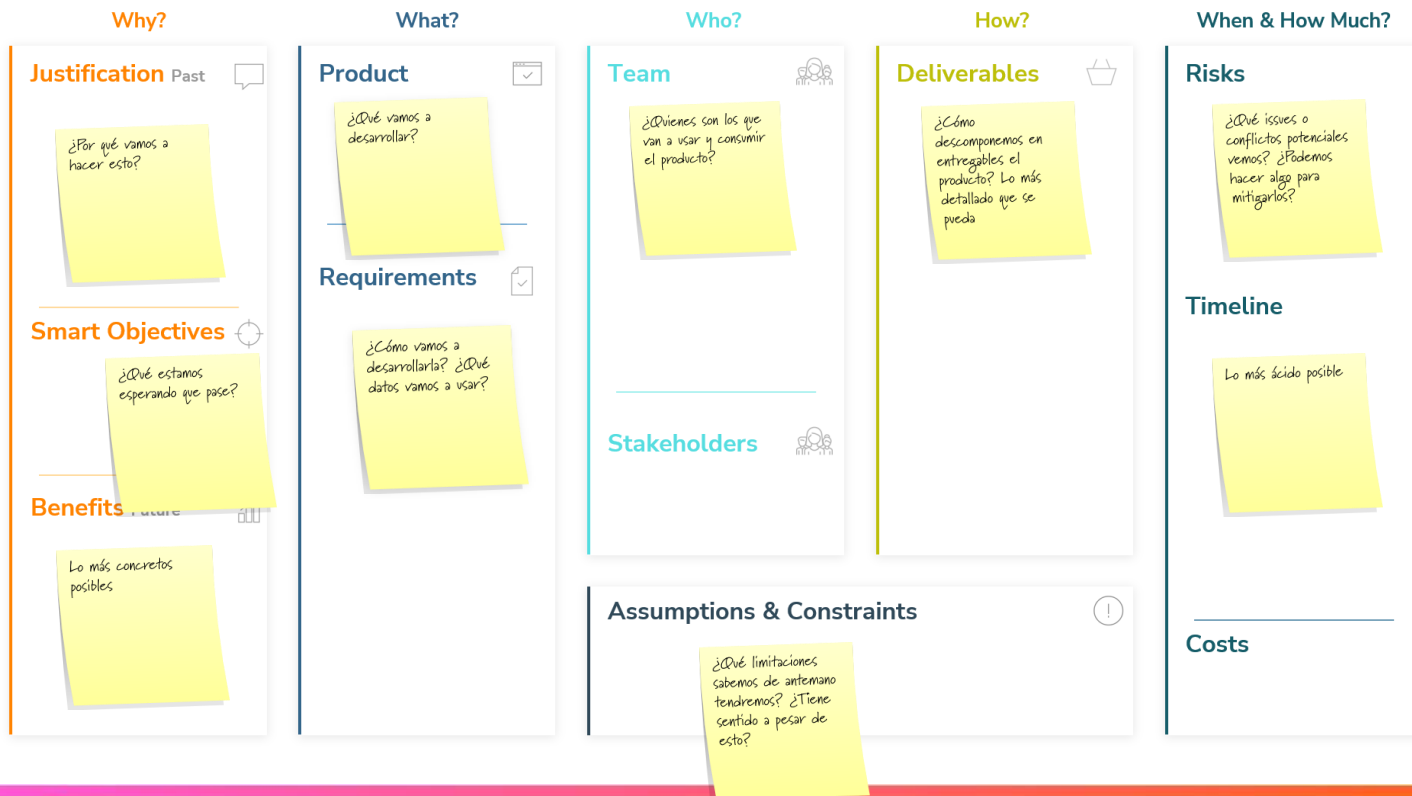 Why?
Justification Past
¿Por qué vamos a
hacer esto?
Smart Objectives
¿Qué estamos
esperando que pase?
Benefits Future
Lo más concretos
posibles
What?
Product
¿Qué vamos a
desarrollar?
Requirements
¿Cómo vamos a
desarrollarla? ¿Qué
datos vamos a usar?
Who?
Team
¿Quienes son los que
van a usar y consumir
el producto?
Stakeholders
How?
Deliverables
¿Cómo
descomponemos en
entregables el
producto? Lo más
detallado que se
pueda
Assumptions & Constraints
¿Qué limitaciones
sabemos de antemano
tendremos? ¿Tiene
sentido a pesar de
esto?
When & How Much?
Risks
¿Qué issues o
conflictos potenciales
vemos? ¿Podemos
hacer algo para
mitigarlos?
Timeline
Lo más ácido posible
Costs